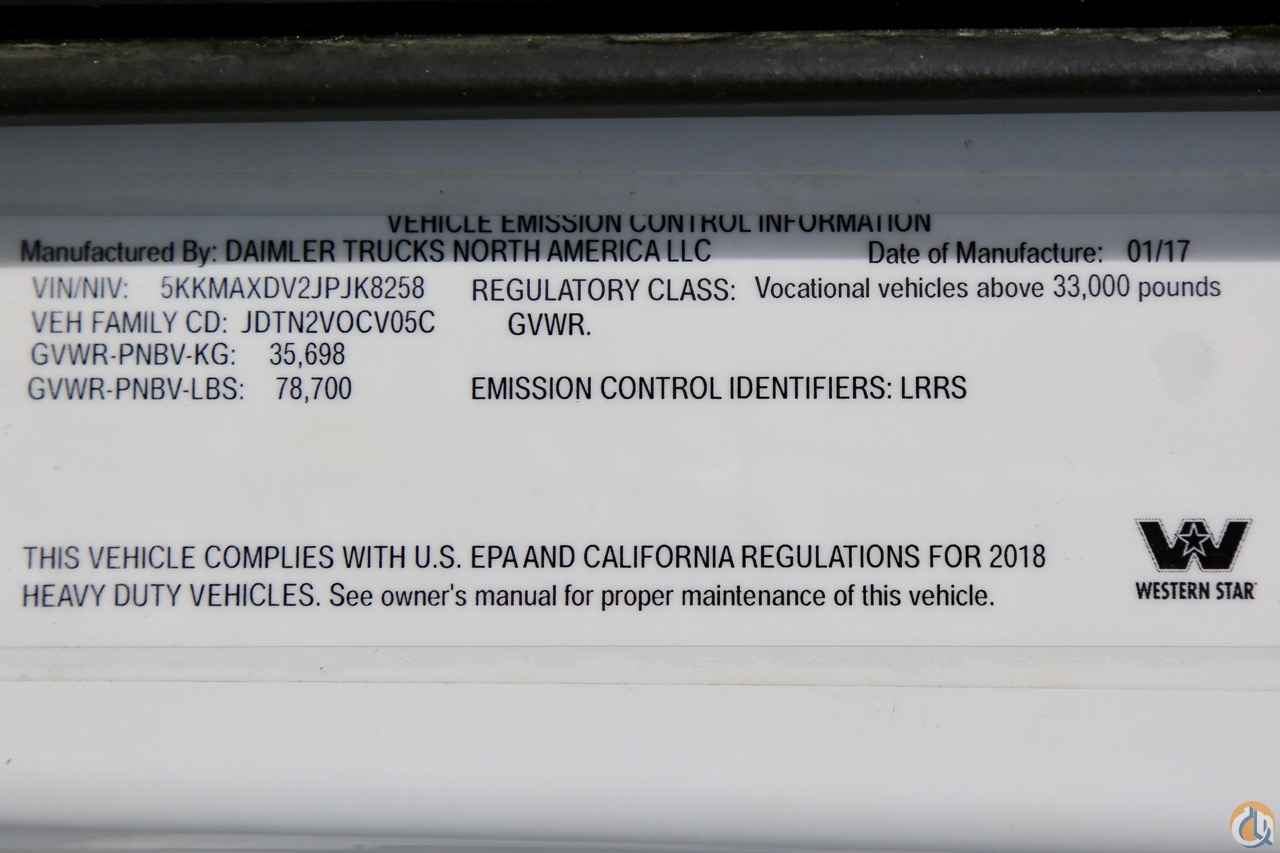 VEHICLE EMISSION CONTROL INFORMATION
Manufactured By: DAIMLER TRUCKS NORTH AMERICA LLC Date of Manufacture: 01/17
VIN/NIV: 5KKMAXDV2JPJK8258 REGULATORY CLASS: Vocational vehicles above 33,000 pounds
VEH FAMILY CD: JDTN2VOCV05C GVWR.
GVWR-PNBV-KG: 35,698
GVWR-PNBV-LBS: 78,700 EMISSION CONTROL IDENTIFIERS: LRRS
THIS VEHICLE COMPLIES WITH U.S. EPA AND CALIFORNIA REGULATIONS FOR 2018
HEAVY DUTY VEHICLES. See owner's manual for proper maintenance of this vehicle.
WESTERN STAR